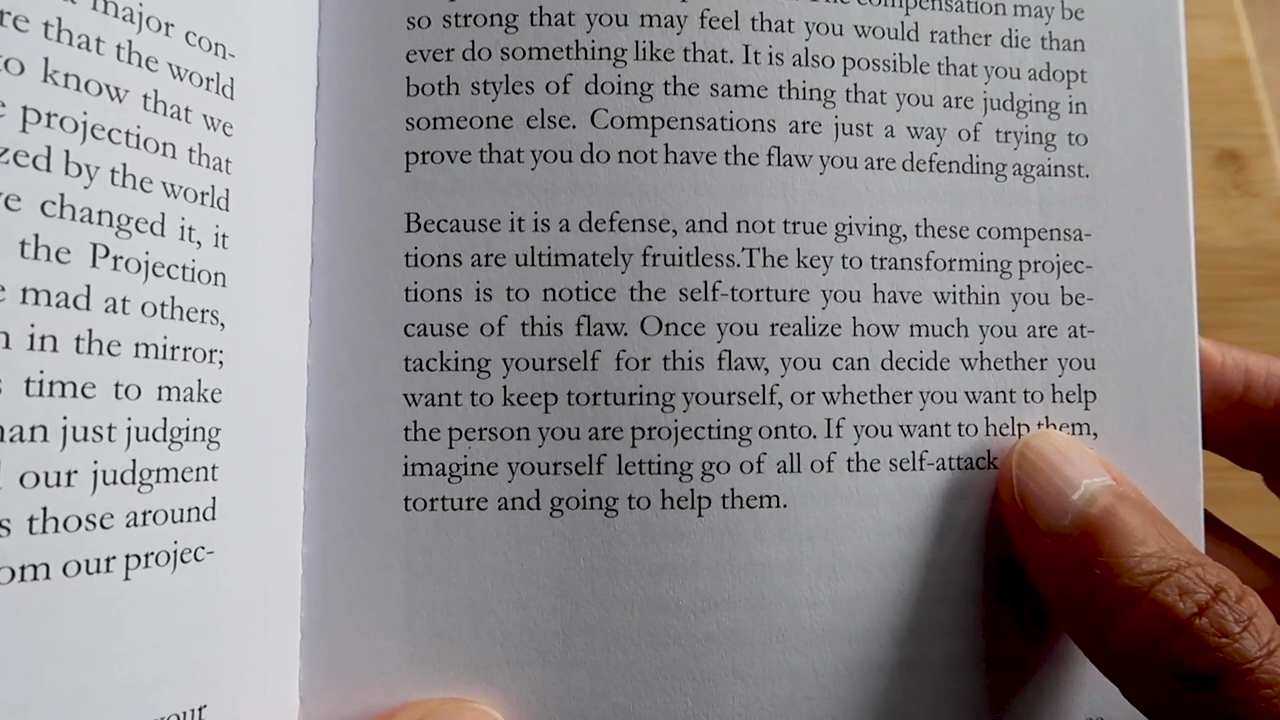 major con-
re that the world
to know that we
projection that
zed by the world
changed it, it
the Projection
mad at others,
in the mirror;
time to make
an just judging
our judgment
those around
om our projec-
your
compensation may be
so strong that you may feel that you would rather die than
ever do something like that. It is also possible that you adopt
both styles of doing the same thing that you are judging in
someone else. Compensations are just a way of trying to
prove that you do not have the flaw you are defending against.
Because it is a defense, and not true giving, these compensa-
tions are ultimately fruitless.The key to transforming projec-
tions is to notice the self-torture you have within you be-
cause of this flaw. Once you realize how much you are at-
tacking yourself for this flaw, you can decide whether you
want to keep torturing yourself, or whether you want to help
the person you are projecting onto. If you want to help them,
imagine yourself letting go of all of the self-attack
torture and going to help them.